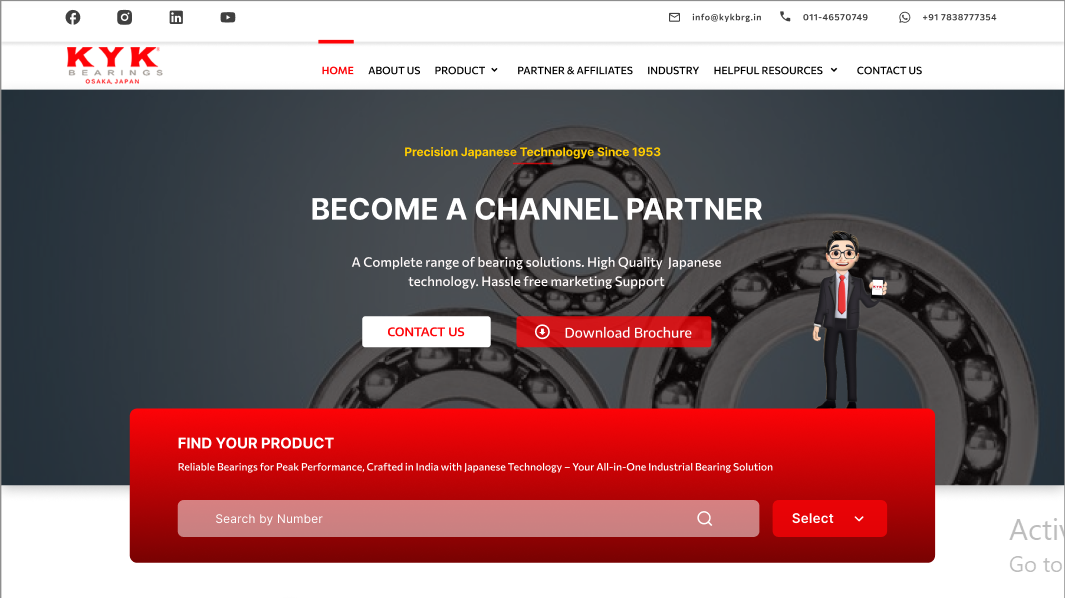 info@kykbrg.in 011-46570749 +91 7838777354
KYK
BEARINGS
OSAKA, JAPAN
HOME ABOUT US PRODUCT PARTNER & AFFILIATES INDUSTRY HELPFUL RESOURCES CONTACT US
Precision Japanese Technologye Since 1953
BECOME A CHANNEL PARTNER
A Complete range of bearing solutions. High Quality Japanese
technology. Hassle free marketing Support
KYK
CONTACT US Download Brochure
FIND YOUR PRODUCT
Reliable Bearings for Peak Performance, Crafted in India with Japanese Technology – Your All-in-One Industrial Bearing Solution
Search by Number Select
Go to